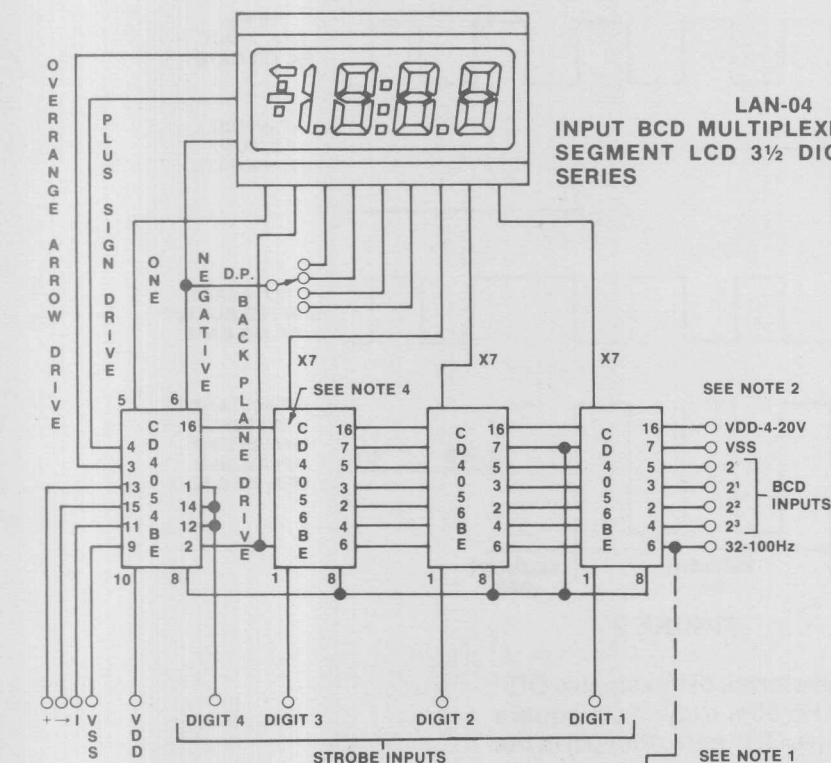 LAN-04
INPUT BCD MULTIPLEX
SEGMENT LCD 3½ DIG
SERIES
OVERRANGE ARROW DRIVE
PLUS SIGN DRIVE
ONE
NEGATIVE
D.P.
BACK PLANE DRIVE
X7
X7
X7
SEE NOTE 4
SEE NOTE 2
5
6
CD4054BE
16
4
3
13
1
15
14
11
12
9
2
10
8
CD4056BE
16
7
5
3
2
4
6
1
8
CD4056BE
16
7
5
3
2
4
6
1
8
CD4056BE
16
7
5
3
2
4
6
1
8
VDD-4-20V
VSS
2
2¹
2²
2³
BCD
INPUTS
32-100Hz
+ → I VSS VDD
DIGIT 4 DIGIT 3 DIGIT 2 DIGIT 1
STROBE INPUTS
SEE NOTE 1